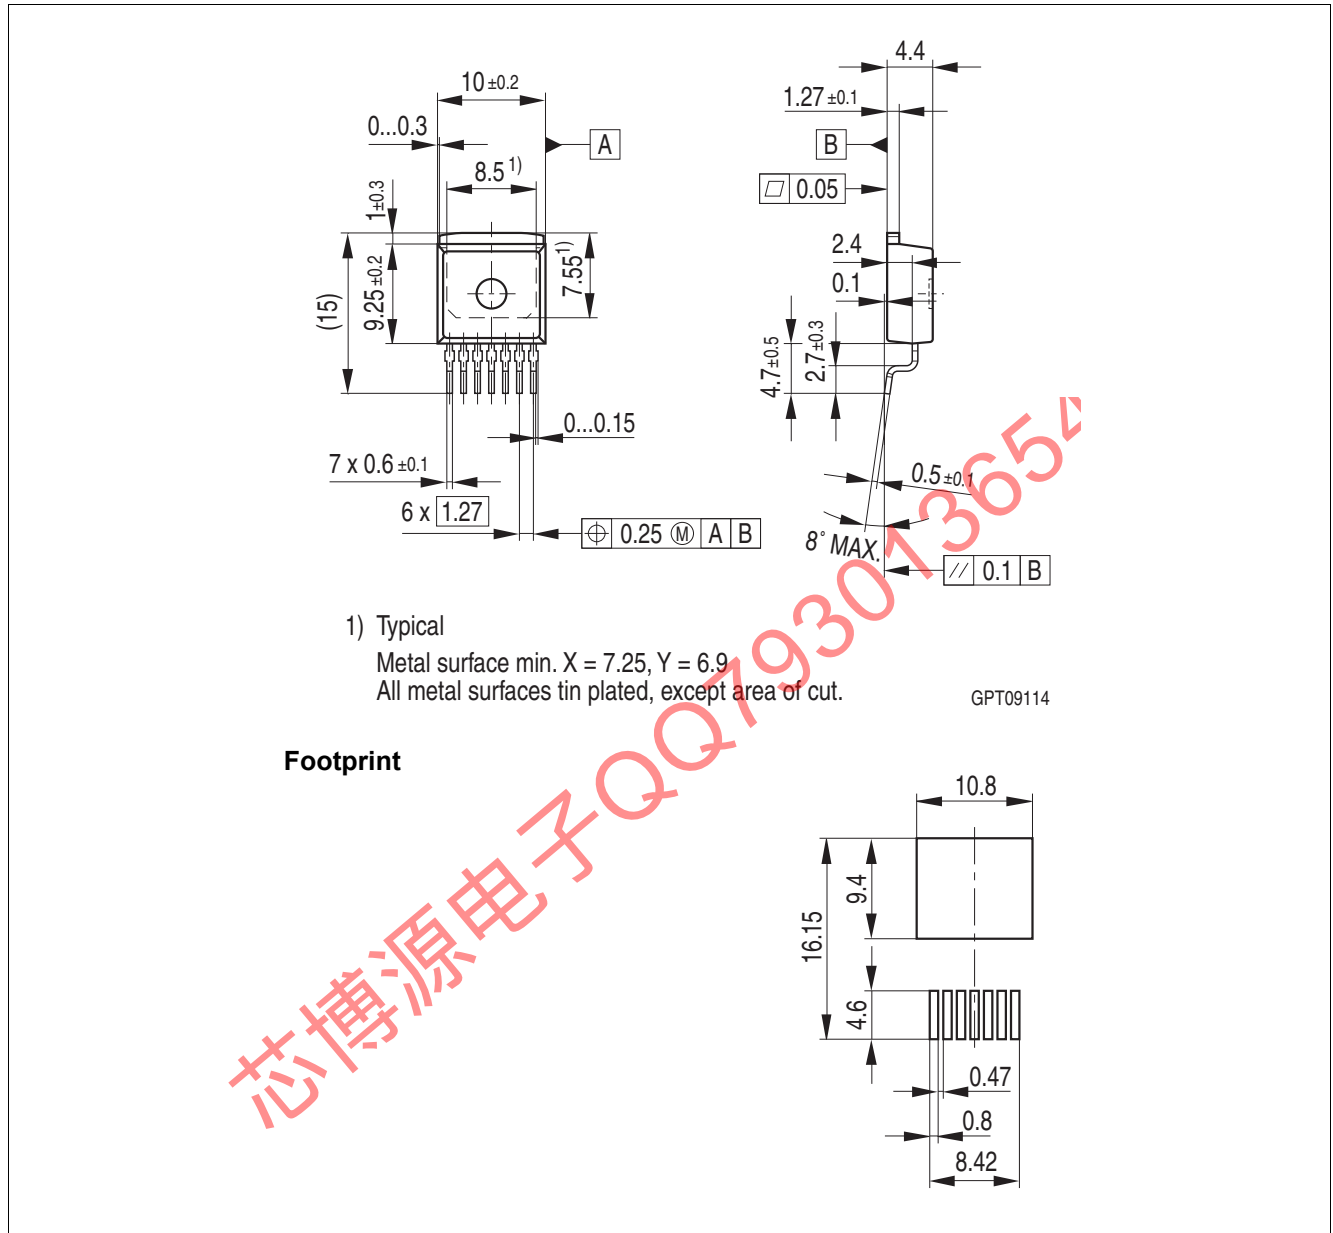 10 ±0.2
0...0.3
A
8.5 1)
1±0.3
(15)
9.25±0.2
7.55 1)
0...0.15
7 x 0.6 ±0.1
6 x 1.27
0.25 Ⓜ A B
4.4
1.27 ±0.1
B
0.05
2.4
0.1
4.7±0.5
2.7±0.3
0.5 ±0.1
8° MAX.
// 0.1 B
1) Typical
Metal surface min. X = 7.25, Y = 6.9
All metal surfaces tin plated, except area of cut.
GPT09114
Footprint
10.8
9.4
16.15
4.6
0.47
0.8
8.42
芯博源电子QQ793013654